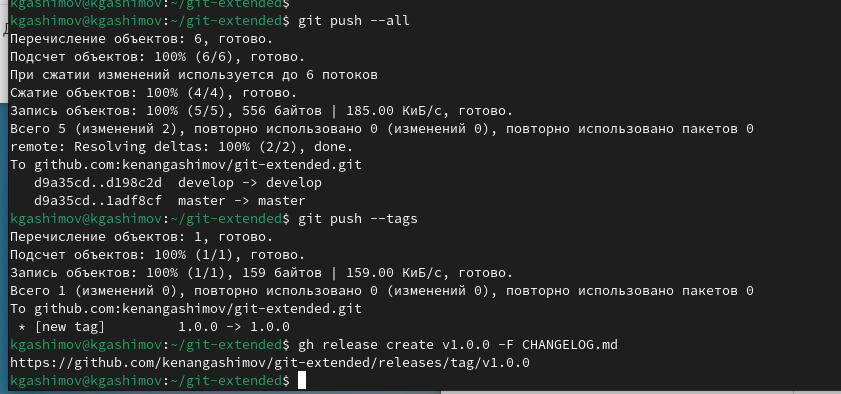 kgashimov@kgashimov:~/git-extended$
kgashimov@kgashimov:~/git-extended$ git push --all
Перечисление объектов: 6, готово.
Подсчет объектов: 100% (6/6), готово.
При сжатии изменений используется до 6 потоков
Сжатие объектов: 100% (4/4), готово.
Запись объектов: 100% (5/5), 556 байтов | 185.00 КиБ/с, готово.
Всего 5 (изменений 2), повторно использовано 0 (изменений 0), повторно использовано пакетов 0
remote: Resolving deltas: 100% (2/2), done.
To github.com:kenangashimov/git-extended.git
   d9a35cd..d198c2d  develop -> develop
   d9a35cd..1adf8cf  master -> master
kgashimov@kgashimov:~/git-extended$ git push --tags
Перечисление объектов: 1, готово.
Подсчет объектов: 100% (1/1), готово.
Запись объектов: 100% (1/1), 159 байтов | 159.00 КиБ/с, готово.
Всего 1 (изменений 0), повторно использовано 0 (изменений 0), повторно использовано пакетов 0
To github.com:kenangashimov/git-extended.git
 * [new tag]         1.0.0 -> 1.0.0
kgashimov@kgashimov:~/git-extended$ gh release create v1.0.0 -F CHANGELOG.md
https://github.com/kenangashimov/git-extended/releases/tag/v1.0.0
kgashimov@kgashimov:~/git-extended$